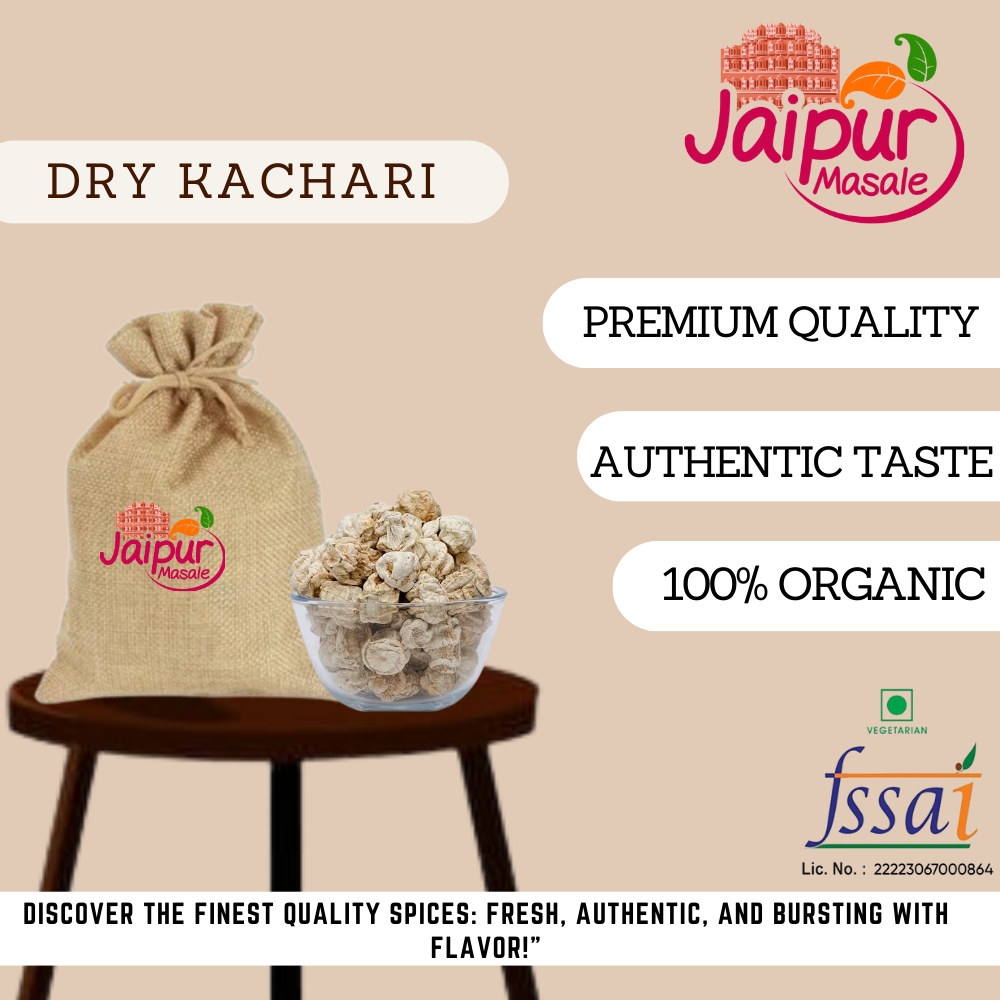 Jaipur
Masale
DRY KACHARI
PREMIUM QUALITY
AUTHENTIC TASTE
100% ORGANIC
Jaipur
Masale
VEGETARIAN
fssai
Lic. No. : 22223067000864
DISCOVER THE FINEST QUALITY SPICES: FRESH, AUTHENTIC, AND BURSTING WITH
FLAVOR!”